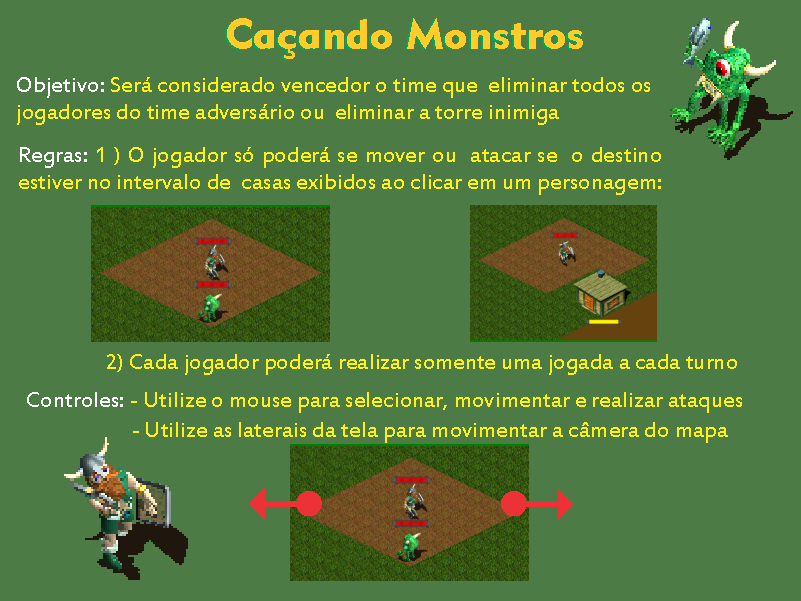 Caçando Monstros
Objetivo: Será considerado vencedor o time que eliminar todos os
jogadores do time adversário ou eliminar a torre inimiga
Regras: 1 ) O jogador só poderá se mover ou atacar se o destino
estiver no intervalo de casas exibidos ao clicar em um personagem:
2) Cada jogador poderá realizar somente uma jogada a cada turno
Controles: - Utilize o mouse para selecionar, movimentar e realizar ataques
- Utilize as laterais da tela para movimentar a câmera do mapa